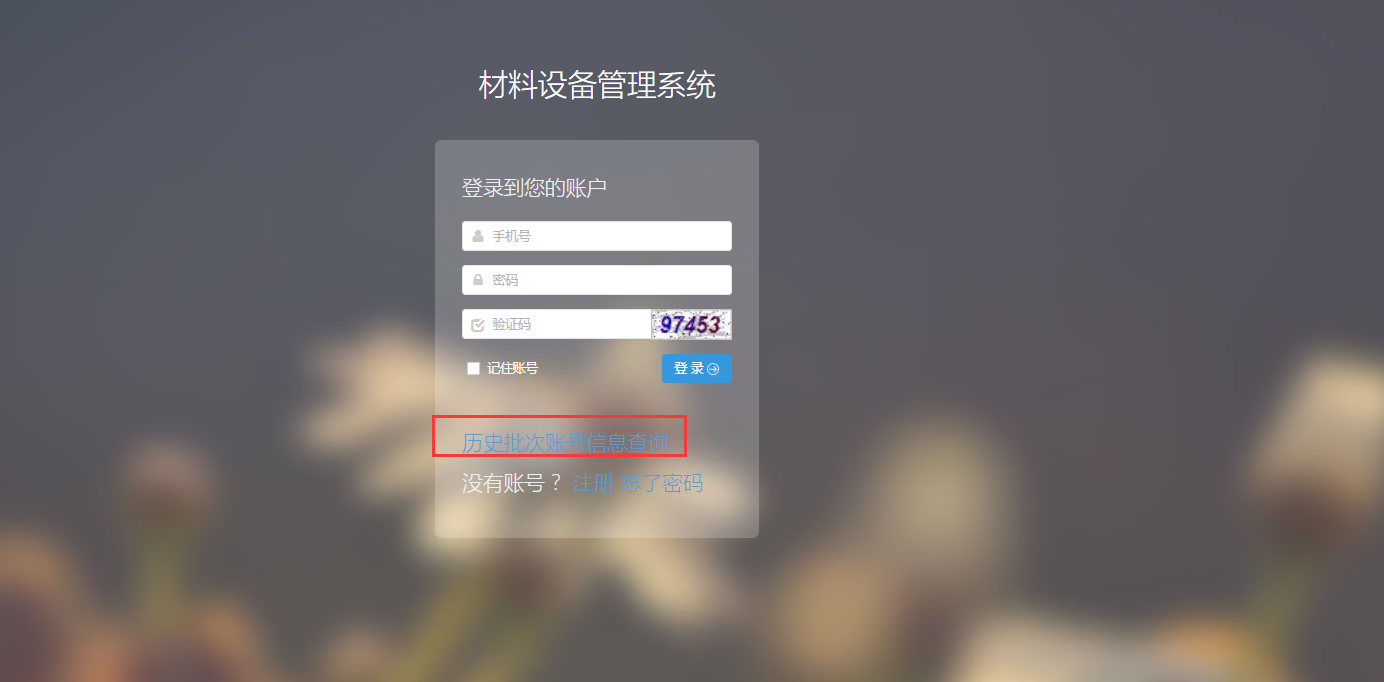 材料设备管理系统
登录到您的账户
手机号
密码
验证码 97453
记住账号 登 录
历史批次账号信息查询
没有账号？ 注册 忘了密码